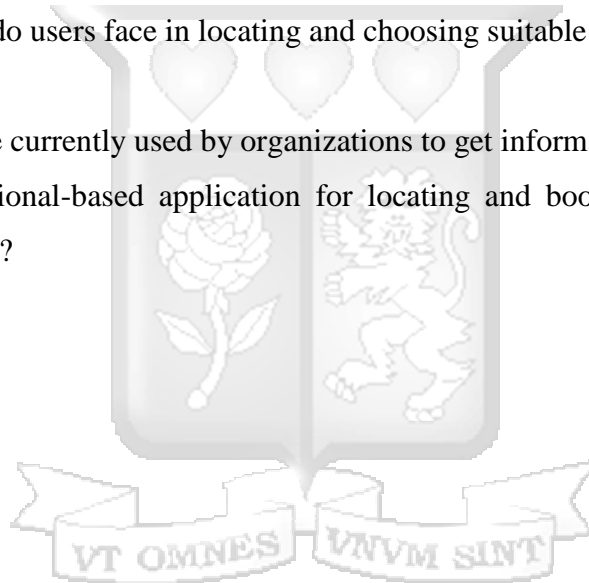 do users face in locating and choosing suitable
currently used by organizations to get inform
ional-based application for locating and boo
?
VT OMNES VNVM SINT